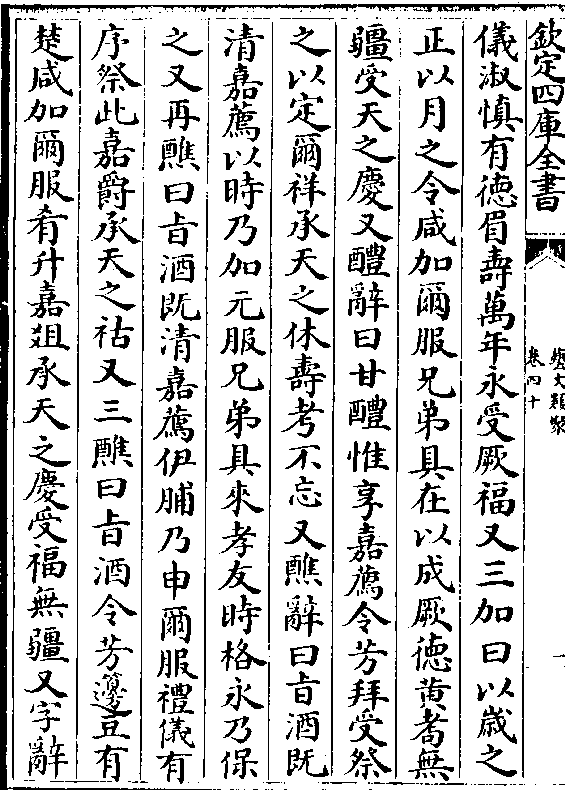 欽定四庫全書
藝文類聚
卷四十
儀淑慎有徳眉壽萬年永受厥福又三加曰以歳之
正以月之令咸加爾服兄弟具在以成厥徳黄耉無
疆受天之慶又醴辭曰甘醴惟享嘉薦令芳拜受祭
之以定爾祥承天之休壽考不忘又醮辭曰㫖酒既
清嘉薦以時乃加元服兄弟具來孝友時格永乃保
之又再醮曰㫖酒既清嘉薦伊脯乃申爾服禮儀有
序祭此嘉爵承天之祜又三醮曰㫖酒令芳籩豆有
楚咸加爾服肴升嘉俎承天之慶受福無疆又字辭